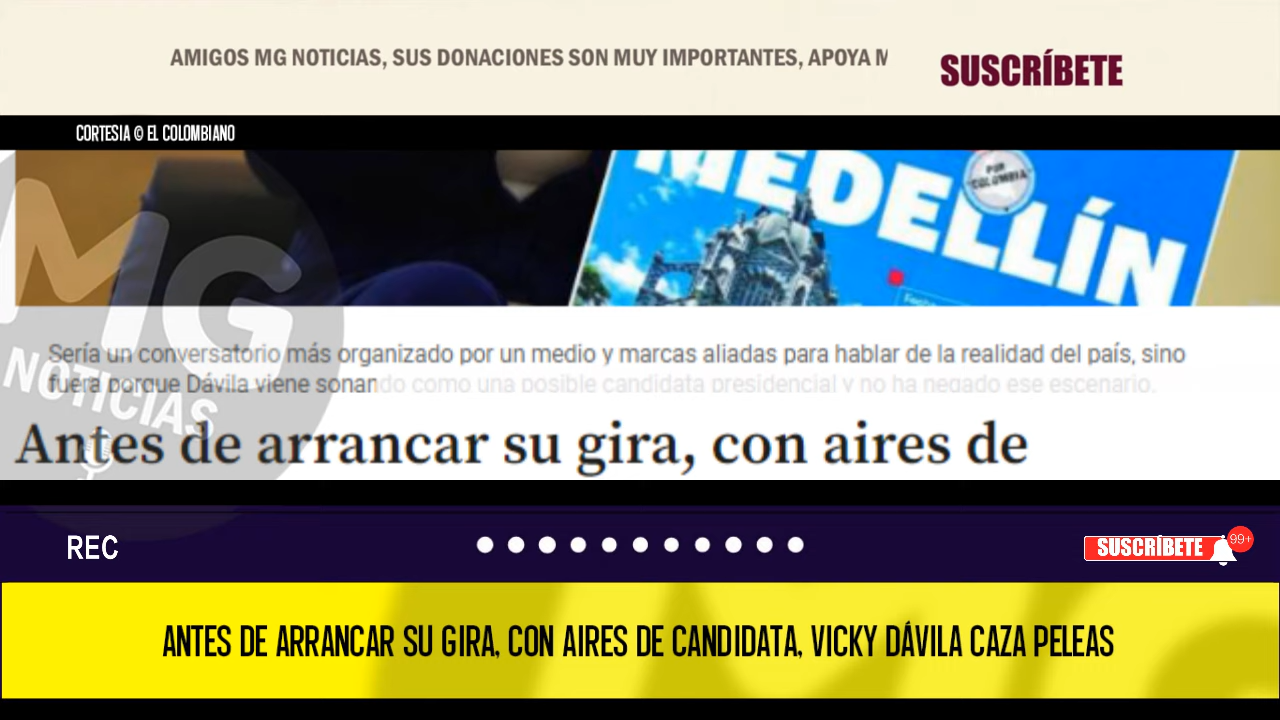 AMIGOS MG NOTICIAS, SUS DONACIONES SON MUY IMPORTANTES, APOYA M
SUSCRÍBETE
CORTESIA © EL COLOMBIANO
MEDELLÍN
POR
COLOMBIA
MG
NOTICIAS
Sería un conversatorio más organizado por un medio y marcas aliadas para hablar de la realidad del país, sino
fuera porque Dávila viene sonando como una posible candidata presidencial y no ha negado ese escenario.
Antes de arrancar su gira, con aires de
REC
SUSCRÍBETE
99+
ANTES DE ARRANCAR SU GIRA, CON AIRES DE CANDIDATA, VICKY DÁVILA CAZA PELEAS